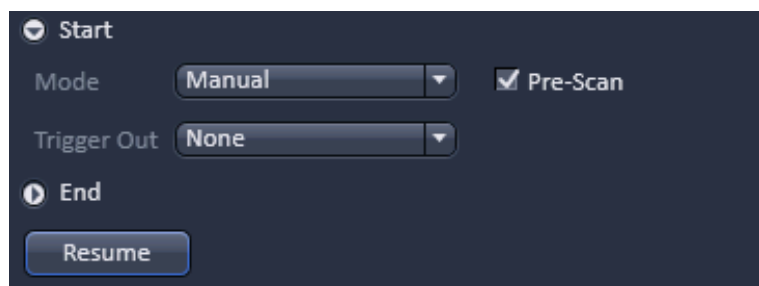 Start
Mode Manual Pre-Scan
Trigger Out None
End
Resume